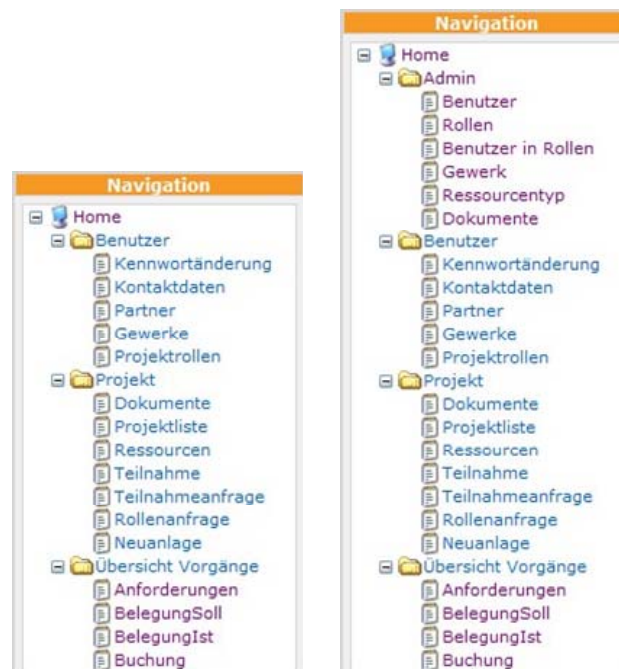 Navigation
Home
Benutzer
Kennwortänderung
Kontaktdaten
Partner
Gewerke
Projektrollen
Projekt
Dokumente
Projektliste
Ressourcen
Teilnahme
Teilnahmeanfrage
Rollenanfrage
Neuanlage
Übersicht Vorgänge
Anforderungen
BelegungSoll
BelegungIst
Buchung
Navigation
Home
Admin
Benutzer
Rollen
Benutzer in Rollen
Gewerk
Ressourcentyp
Dokumente
Benutzer
Kennwortänderung
Kontaktdaten
Partner
Gewerke
Projektrollen
Projekt
Dokumente
Projektliste
Ressourcen
Teilnahme
Teilnahmeanfrage
Rollenanfrage
Neuanlage
Übersicht Vorgänge
Anforderungen
BelegungSoll
BelegungIst
Buchung